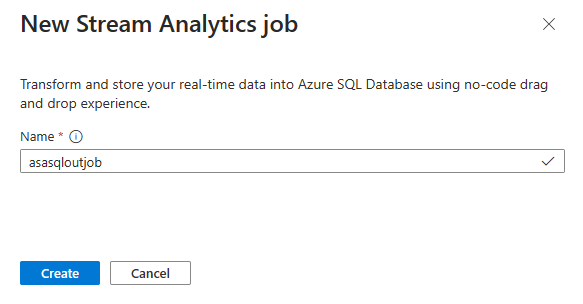 New Stream Analytics job
Transform and store your real-time data into Azure SQL Database using no-code drag
and drop experience.
Name *
asasqloutjob
Create Cancel